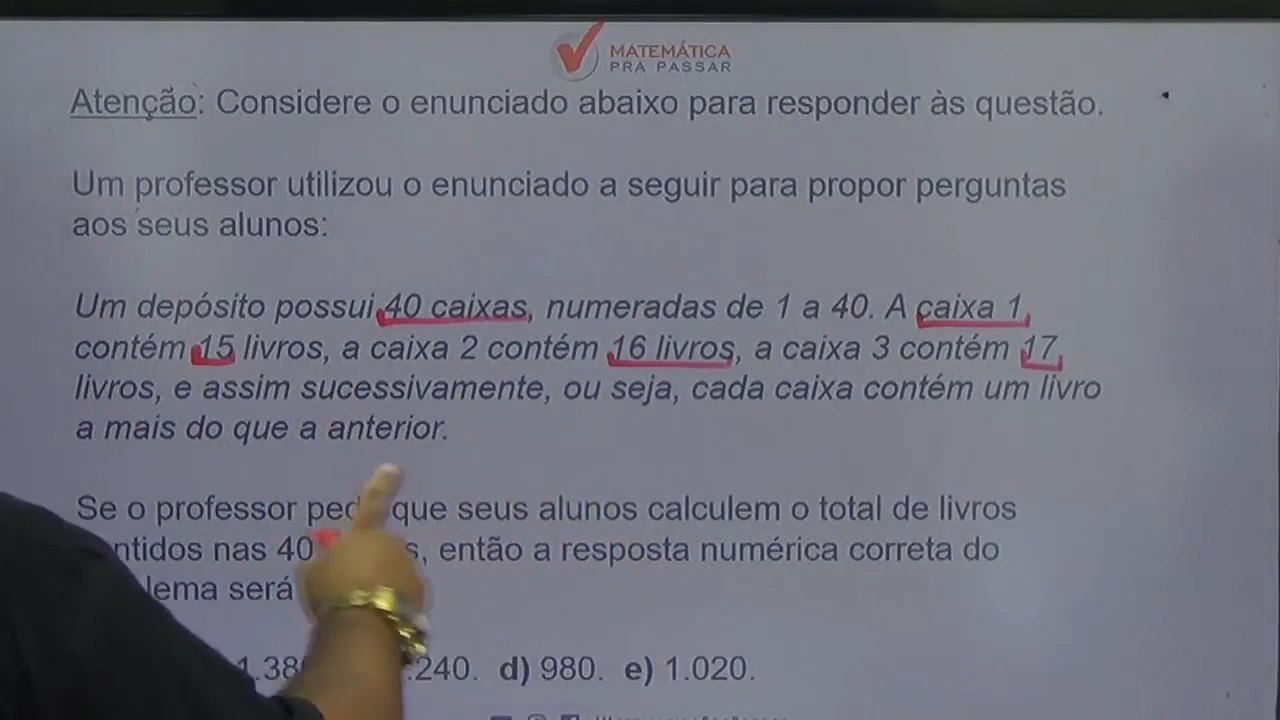 MATEMÁTICA
PRA PASSAR
Atenção: Considere o enunciado abaixo para responder às questão.
Um professor utilizou o enunciado a seguir para propor perguntas
aos seus alunos:
Um depósito possui 40 caixas, numeradas de 1 a 40. A caixa 1
contém 15 livros, a caixa 2 contém 16 livros, a caixa 3 contém 17
livros, e assim sucessivamente, ou seja, cada caixa contém um livro
a mais do que a anterior.
Se o professor que seus alunos calculem o total de livros
nas 40 então a resposta numérica correta do
será
d) 980. e) 1.020.